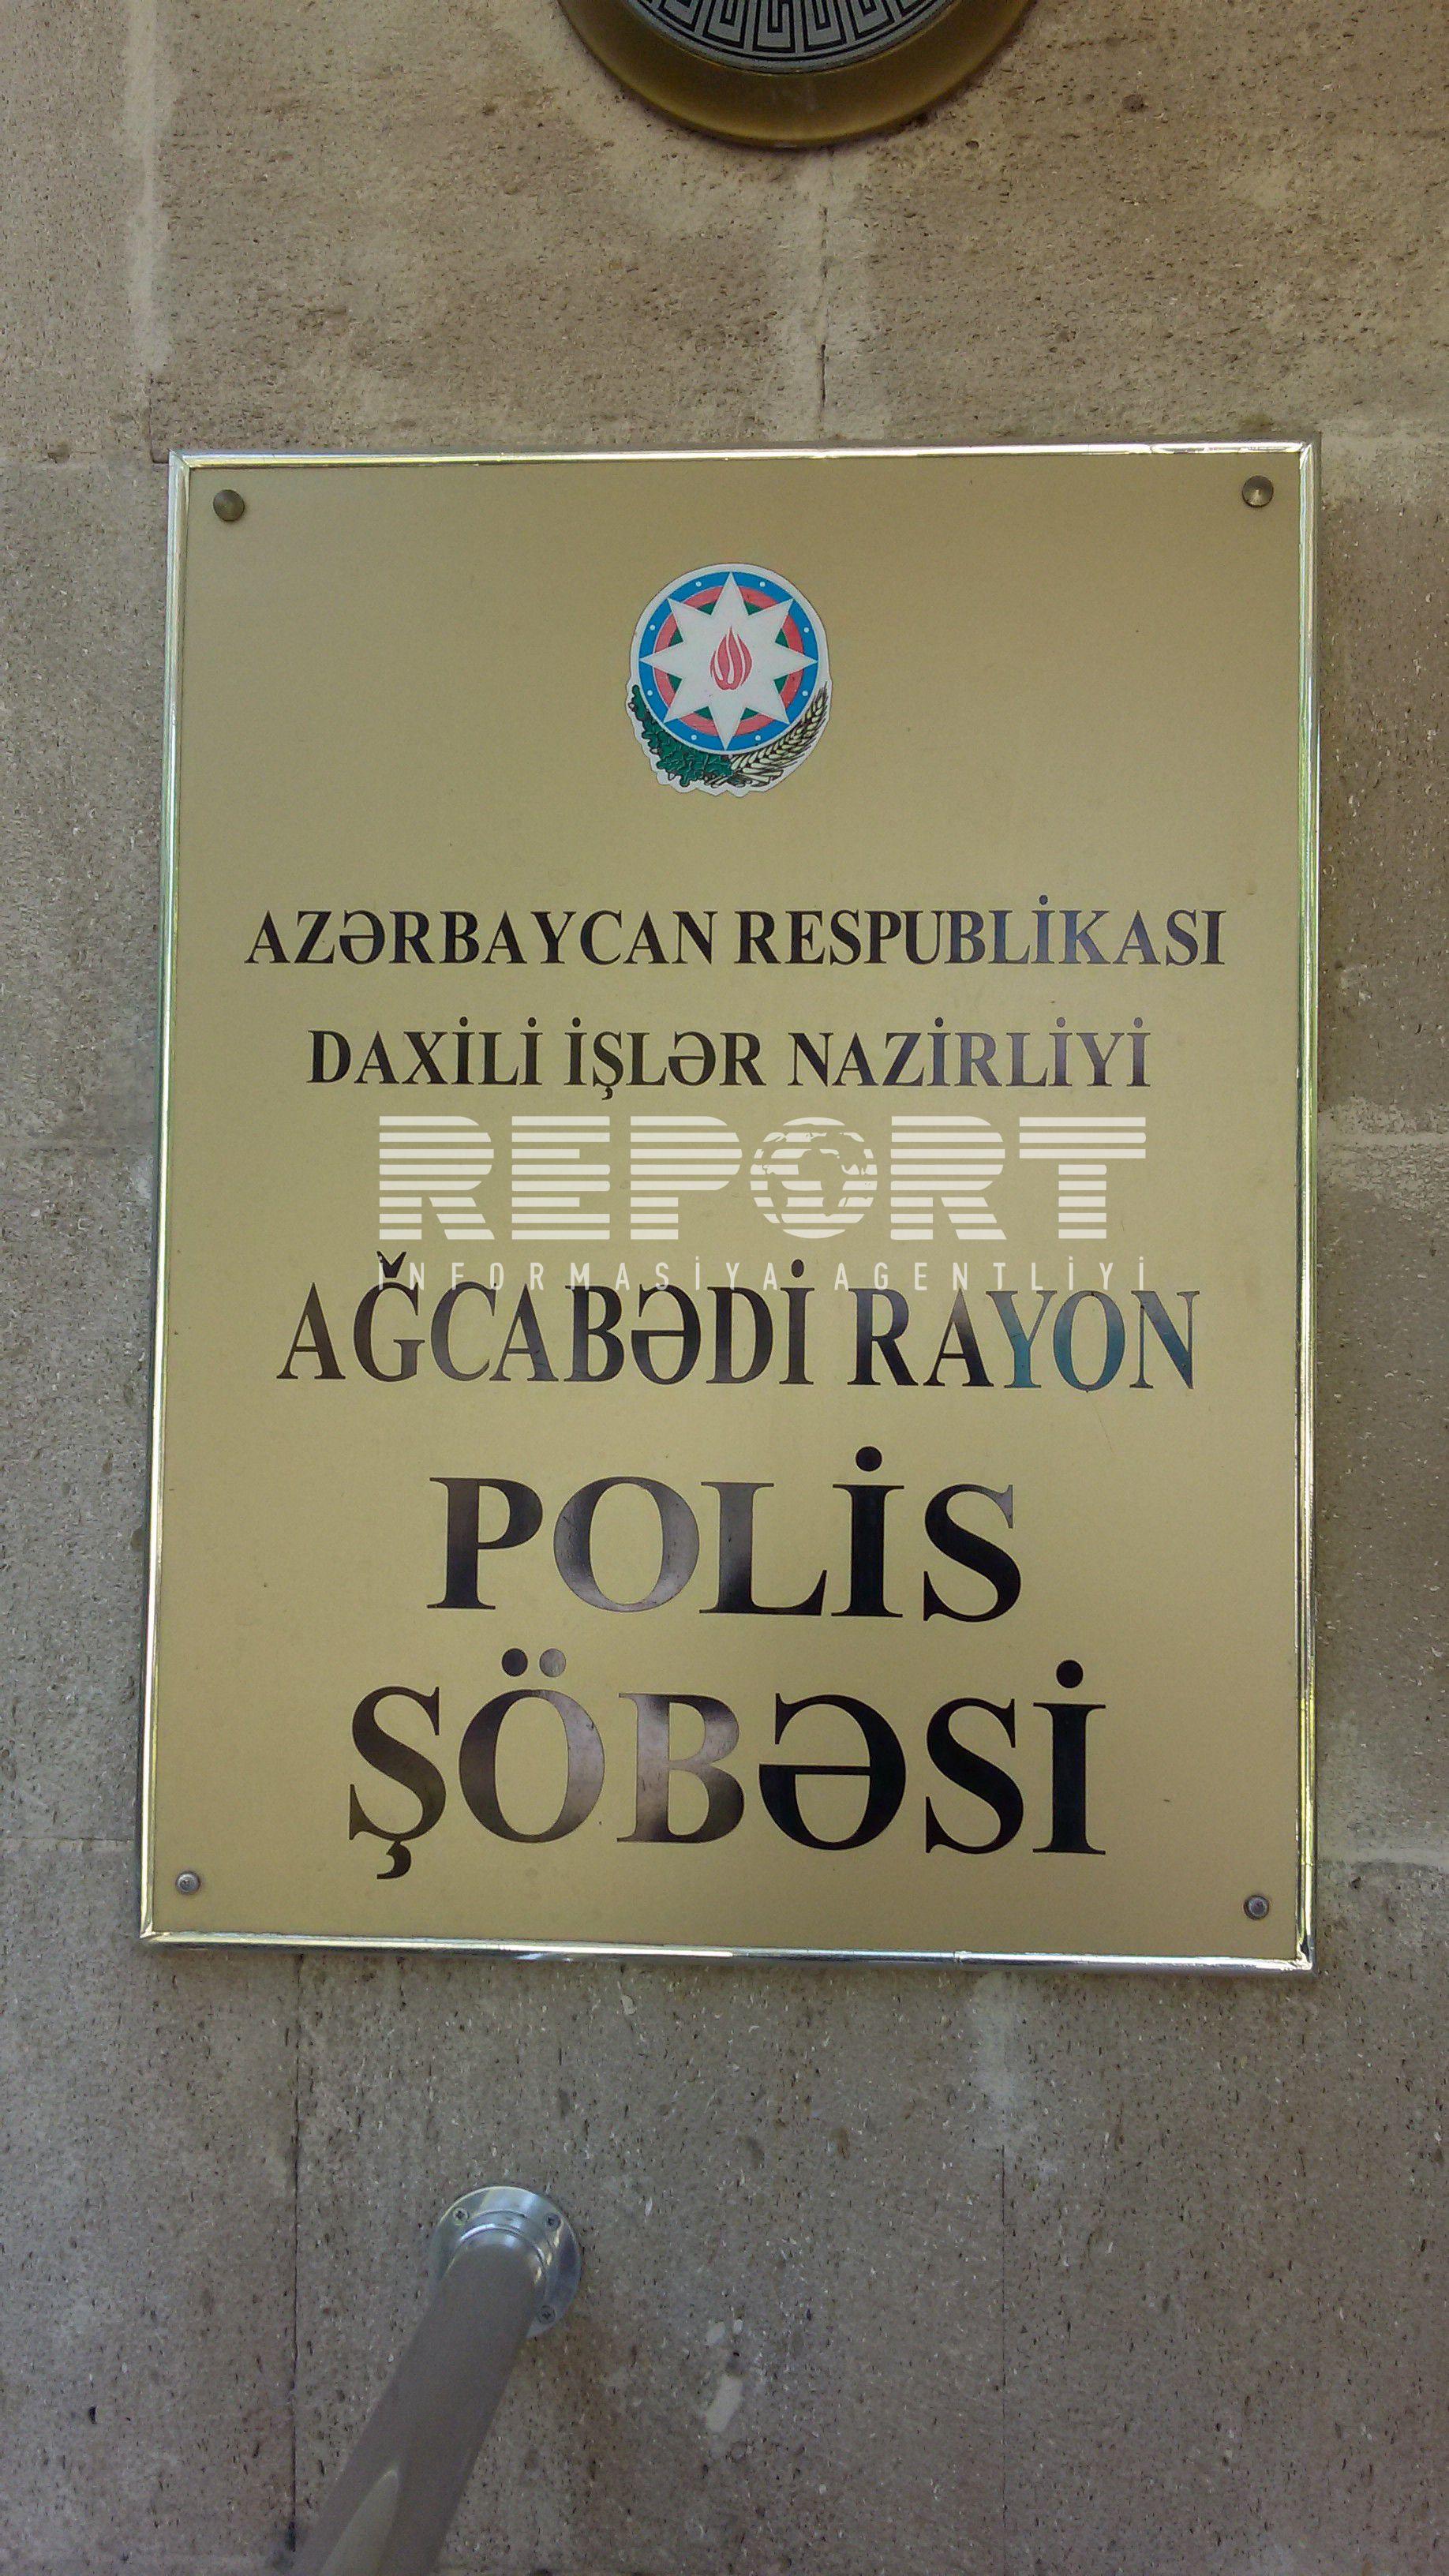 AZƏRBAYCAN RESPUBLİKASI
DAXİLİ İŞLƏR NAZİRLİYİ
REPORT
İNFORMASİYA AGENTLİYİ
AĞCABƏDİ RAYON
POLİS
ŞÖBƏSİ